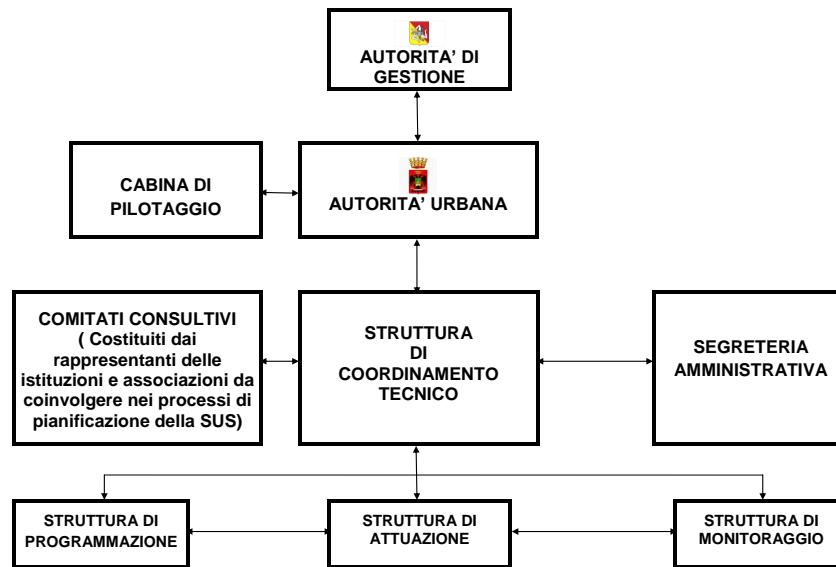 AUTORITA' DI
GESTIONE
CABINA DI
PILOTAGGIO
AUTORITA' URBANA
COMITATI CONSULTIVI
( Costituiti dai
rappresentanti delle
istituzioni e associazioni da
coinvolgere nei processi di
pianificazione della SUS)
STRUTTURA
DI
COORDINAMENTO
TECNICO
SEGRETERIA
AMMINISTRATIVA
STRUTTURA DI
PROGRAMMAZIONE
STRUTTURA DI
ATTUAZIONE
STRUTTURA DI
MONITORAGGIO